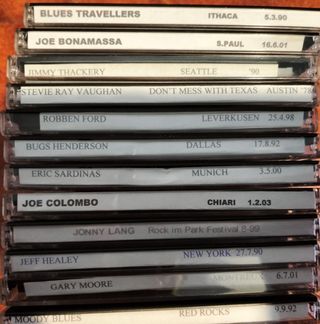 BLUES TRAVELLERS ITHACA 5.3.90
JOE BONAMASSA S.PAUL 16.6.01
JIMMY THACKERY SEATTLE '90
STEVIE RAY VAUGHAN DON'T MESS WITH TEXAS AUSTIN '78
ROBBEN FORD LEVERKUSEN 25.4.98
BUGS HENDERSON DALLAS 17.8.92
ERIC SARDINAS MUNICH 3.5.00
JOE COLOMBO CHIARI 1.2.03
JONNY LANG Rock im Park Festival 8-99
JEFF HEALEY NEW YORK 27.7.90
GARY MOORE MONTREUX 6.7.01
MOODY BLUES RED ROCKS 9.9.92